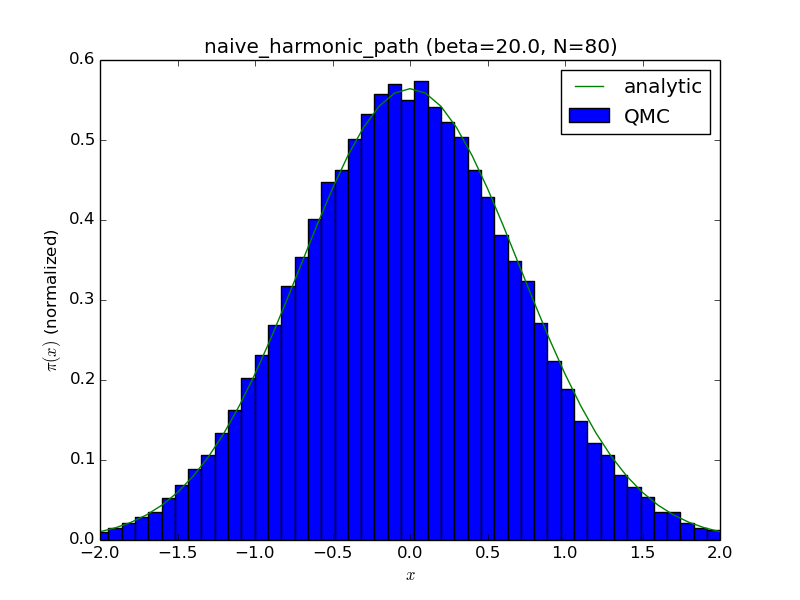 naive_harmonic_path (beta=20.0, N=80)
analytic
QMC
0.6
0.5
0.4
0.3
0.2
0.1
0.0
π(x) (normalized)
−2.0 −1.5 −1.0 −0.5 0.0 0.5 1.0 1.5 2.0
x